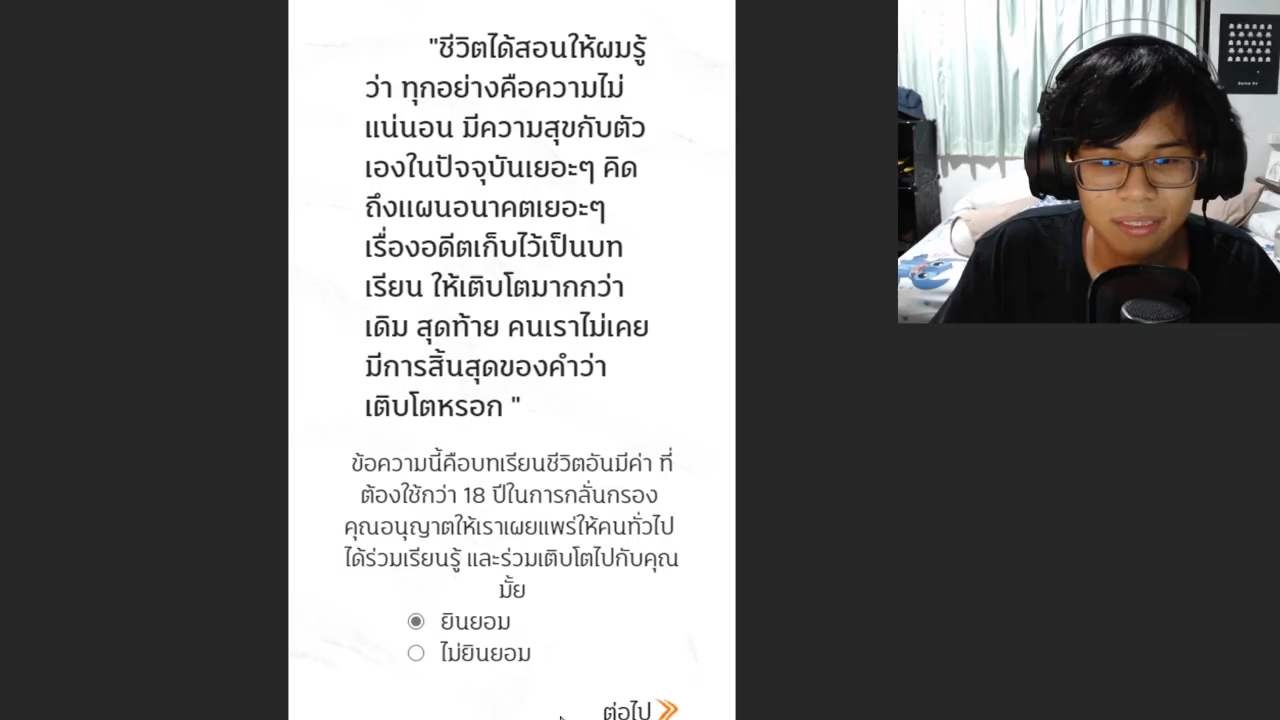 "ชีวิตได้สอนให้ผมรู้
ว่า ทุกอย่างคือความไม่
แน่นอน มีความสุขกับตัว
เองในปัจจุบันเยอะๆ คิด
ถึงแผนอนาคตเยอะๆ
เรื่องอดีตเก็บไว้เป็นบท
เรียน ให้เติบโตมากกว่า
เดิม สุดท้าย คนเราไม่เคย
มีการสิ้นสุดของคำว่า
เติบโตหรอก "
ข้อความนี้คือบทเรียนชีวิตอันมีค่า ที่
ต้องใช้กว่า 18 ปีในการกลั่นกรอง
คุณอนุญาตให้เราเผยแพร่ให้คนทั่วไป
ได้ร่วมเรียนรู้ และร่วมเติบโตไปกับคุณ
มั้ย
ยินยอม
ไม่ยินยอม
ต่อไป